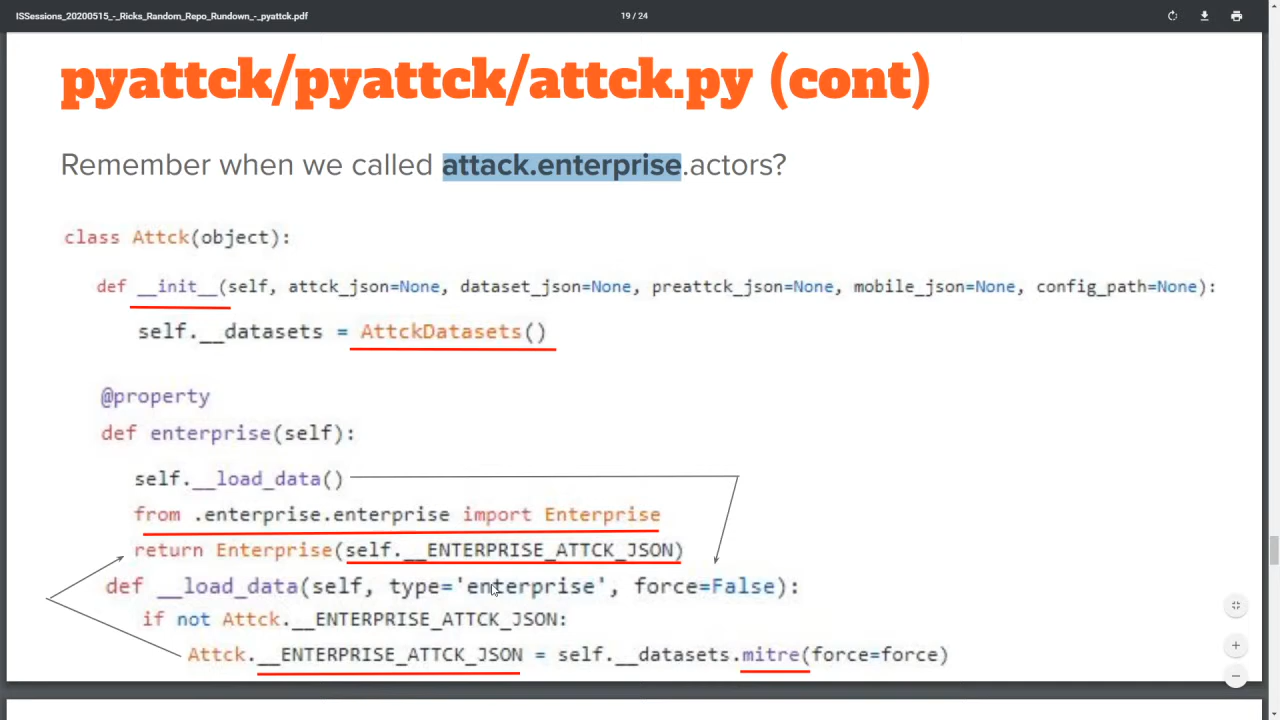 ISSessions_20200515_-_Ricks_Random_Repo_Rundown_-_pyattck.pdf
19 / 24
pyattck/pyattck/attck.py (cont)
Remember when we called attack.enterprise.actors?
class Attck(object):
def __init__(self, attck_json=None, dataset_json=None, preattck_json=None, mobile_json=None, config_path=None):
self.__datasets = AttckDatasets()
@property
def enterprise(self):
self.__load_data()
from .enterprise.enterprise import Enterprise
return Enterprise(self.__ENTERPRISE_ATTCK_JSON)
def __load_data(self, type='enterprise', force=False):
if not Attck.__ENTERPRISE_ATTCK_JSON:
Attck.__ENTERPRISE_ATTCK_JSON = self.__datasets.mitre(force=force)